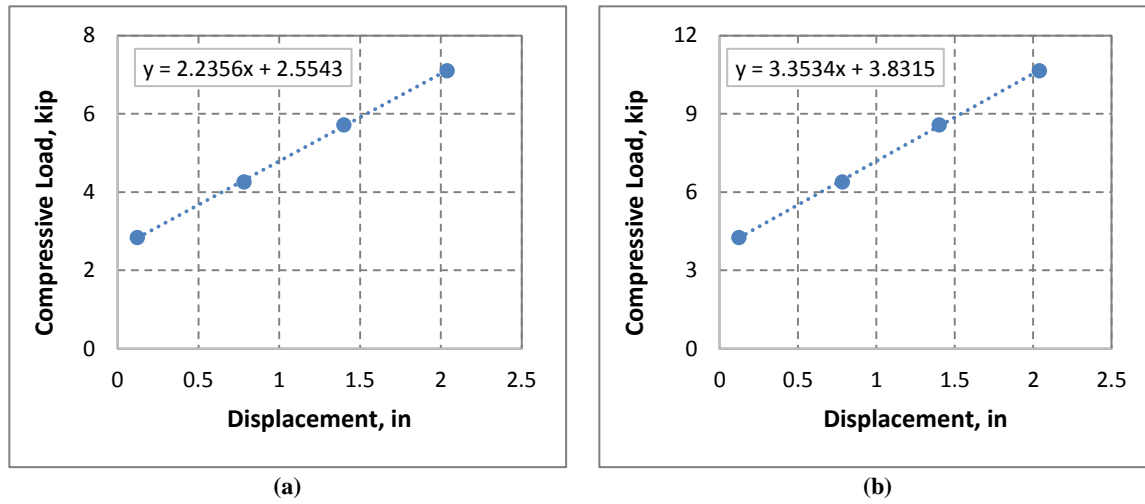 8
6
4
2
0
Compressive Load, kip
y = 2.2356x + 2.5543
0 0.5 1 1.5 2 2.5
Displacement, in
(a)
12
9
6
3
0
Compressive Load, kip
y = 3.3534x + 3.8315
0 0.5 1 1.5 2 2.5
Displacement, in
(b)